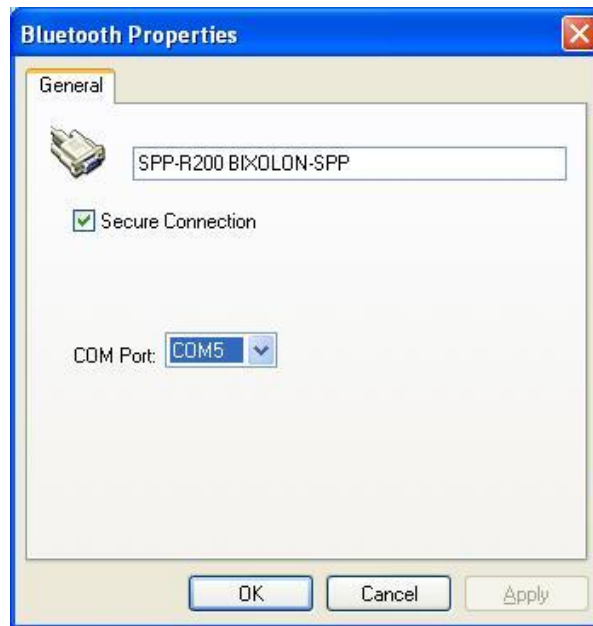 Bluetooth Properties
General
SPP-R200 BIXOLON-SPP
Secure Connection
COM Port: COM5
OK Cancel Apply